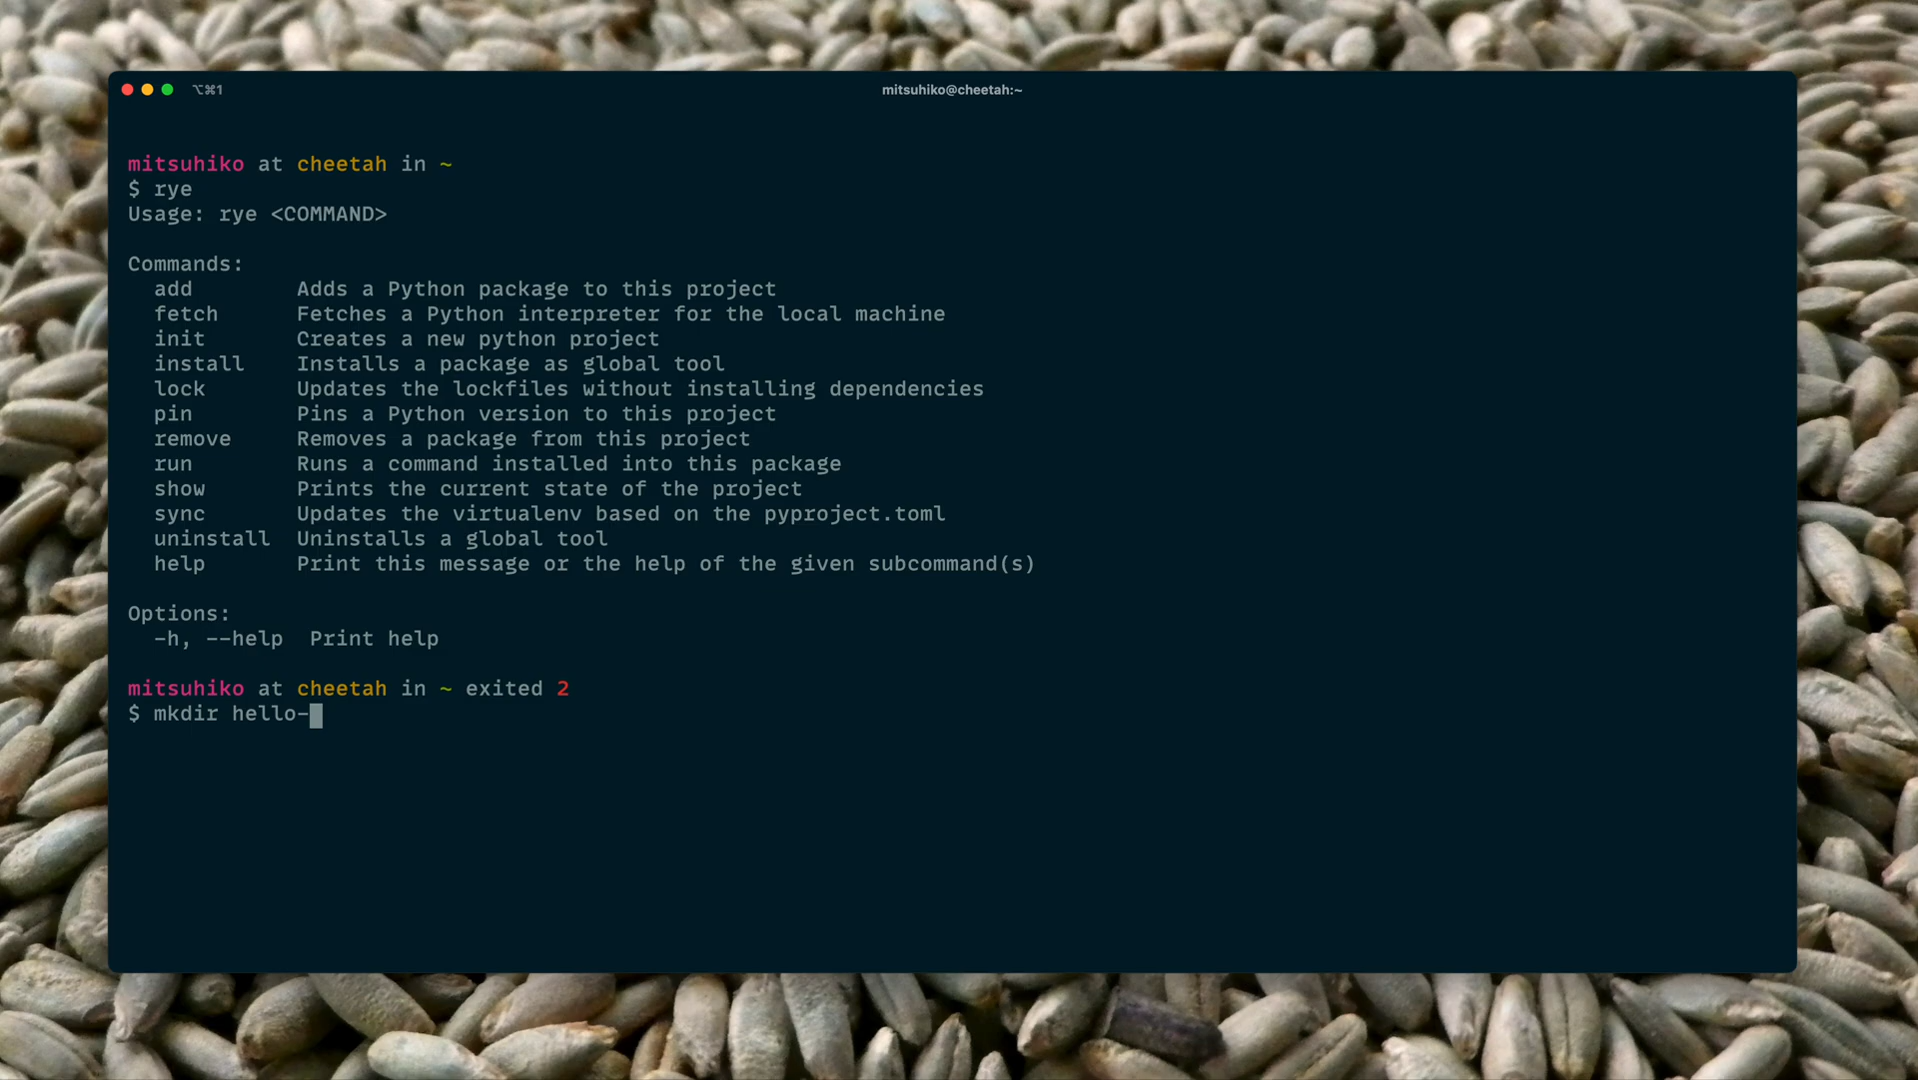 ⌥⌘1
mitsuhiko@cheetah:~
mitsuhiko at cheetah in ~
$ rye
Usage: rye <COMMAND>
Commands:
add Adds a Python package to this project
fetch Fetches a Python interpreter for the local machine
init Creates a new python project
install Installs a package as global tool
lock Updates the lockfiles without installing dependencies
pin Pins a Python version to this project
remove Removes a package from this project
run Runs a command installed into this package
show Prints the current state of the project
sync Updates the virtualenv based on the pyproject.toml
uninstall Uninstalls a global tool
help Print this message or the help of the given subcommand(s)
Options:
-h, --help Print help
mitsuhiko at cheetah in ~ exited 2
$ mkdir hello-